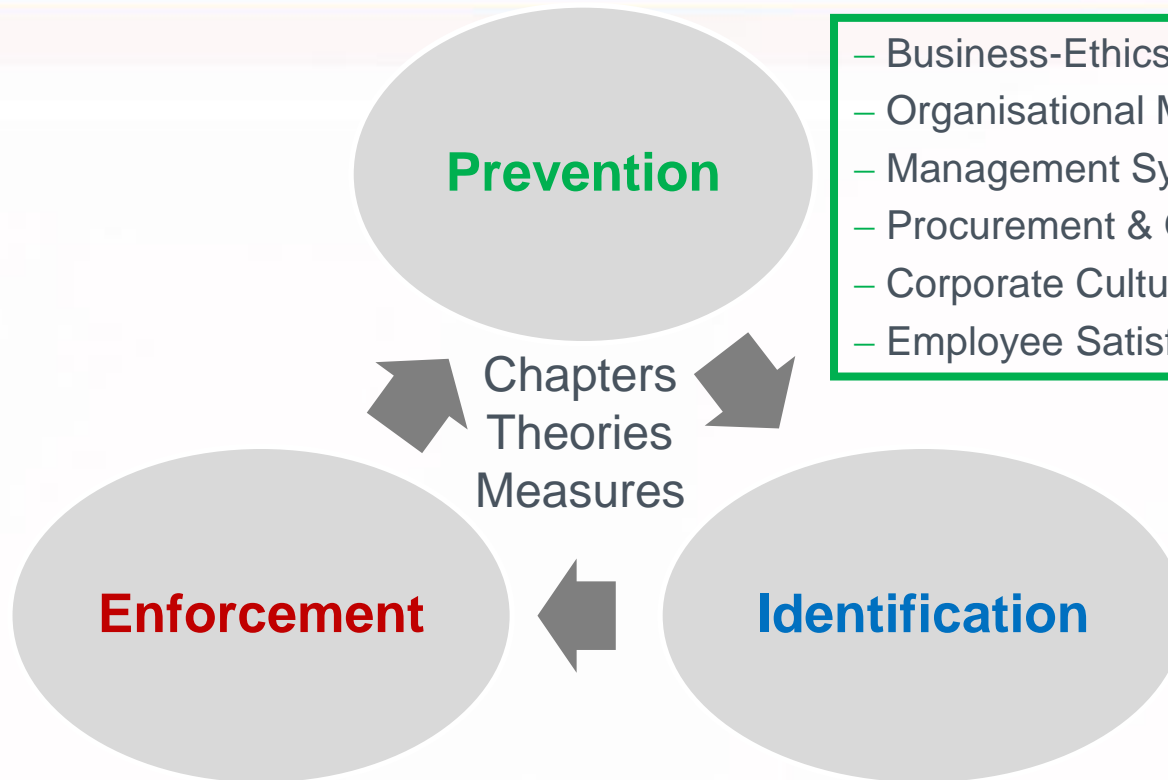 Prevention
– Business-Ethics
– Organisational
– Management
– Procurement &
– Corporate
– Employee
Chapters
Theories
Measures
Enforcement
Identification